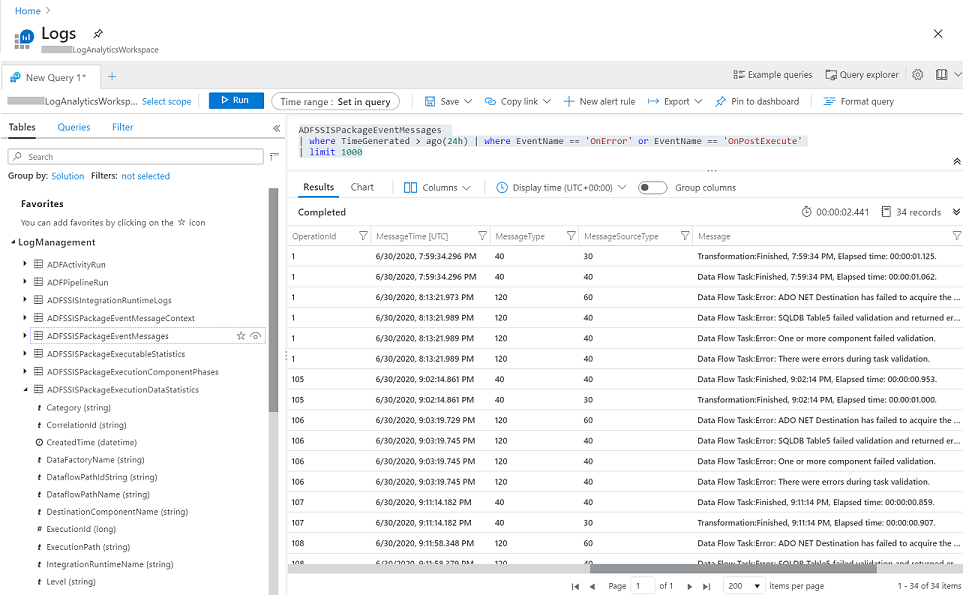 Home >
Logs
LogAnalyticsWorkspace
New Query 1* +
Example queries Query explorer
LogAnalyticsWorksp... Select scope Run Time range : Set in query Save Copy link New alert rule Export Pin to dashboard Format query
Tables Queries Filter «
Search
Group by: Solution Filters: not selected
Favorites
You can add favorites by clicking on the ☆ icon
LogManagement
ADFActivityRun
ADFPipelineRun
ADFSSISIntegrationRuntimeLogs
ADFSSISPackageEventMessageContext
ADFSSISPackageEventMessages
ADFSSISPackageExecutableStatistics
ADFSSISPackageExecutionComponentPhases
ADFSSISPackageExecutionDataStatistics
t Category (string)
t CorrelationId (string)
CreatedTime (datetime)
t DataFactoryName (string)
t DataflowPathIdString (string)
t DataflowPathName (string)
t DestinationComponentName (string)
# ExecutionId (long)
t ExecutionPath (string)
t IntegrationRuntimeName (string)
t Level (string)
ADFSSISPackageEventMessages
| where TimeGenerated > ago(24h) | where EventName == 'OnError' or EventName == 'OnPostExecute'
| limit 1000
...
Results Chart Columns Display time (UTC+00:00) Group columns
Completed 00:00:02.441 34 records
OperationId MessageTime [UTC] MessageType MessageSourceType Message
1 6/30/2020, 7:59:34.296 PM 40 30 Transformation:Finished, 7:59:34 PM, Elapsed time: 00:00:01.125.
1 6/30/2020, 7:59:34.296 PM 40 40 Data Flow Task:Finished, 7:59:34 PM, Elapsed time: 00:00:01.062.
1 6/30/2020, 8:13:21.973 PM 120 60 Data Flow Task:Error: ADO NET Destination has failed to acquire the ...
1 6/30/2020, 8:13:21.989 PM 120 40 Data Flow Task:Error: SQLDB Table5 failed validation and returned er...
1 6/30/2020, 8:13:21.989 PM 120 40 Data Flow Task:Error: One or more component failed validation.
1 6/30/2020, 8:13:21.989 PM 120 40 Data Flow Task:Error: There were errors during task validation.
105 6/30/2020, 9:02:14.861 PM 40 40 Data Flow Task:Finished, 9:02:14 PM, Elapsed time: 00:00:00.953.
105 6/30/2020, 9:02:14.861 PM 40 30 Transformation:Finished, 9:02:14 PM, Elapsed time: 00:00:01.000.
106 6/30/2020, 9:03:19.729 PM 120 60 Data Flow Task:Error: ADO NET Destination has failed to acquire the ...
106 6/30/2020, 9:03:19.745 PM 120 40 Data Flow Task:Error: SQLDB Table5 failed validation and returned er...
106 6/30/2020, 9:03:19.745 PM 120 40 Data Flow Task:Error: One or more component failed validation.
106 6/30/2020, 9:03:19.745 PM 120 40 Data Flow Task:Error: There were errors during task validation.
107 6/30/2020, 9:11:14.182 PM 40 40 Data Flow Task:Finished, 9:11:14 PM, Elapsed time: 00:00:00.859.
107 6/30/2020, 9:11:14.182 PM 40 30 Transformation:Finished, 9:11:14 PM, Elapsed time: 00:00:00.907.
108 6/30/2020, 9:11:58.348 PM 120 60 Data Flow Task:Error: ADO NET Destination has failed to acquire the ...
108 6/30/2020, 9:11:58.379 PM 120 40 Data Flow Task:Error: SQLDB Table5 failed validation and returned er...
Page 1 of 1 200 items per page 1 - 34 of 34 items